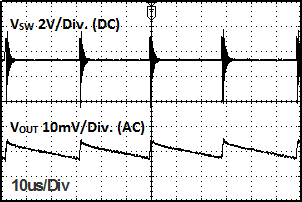 VSW 2V/Div. (DC)
VOUT 10mV/Div. (AC)
10us/Div